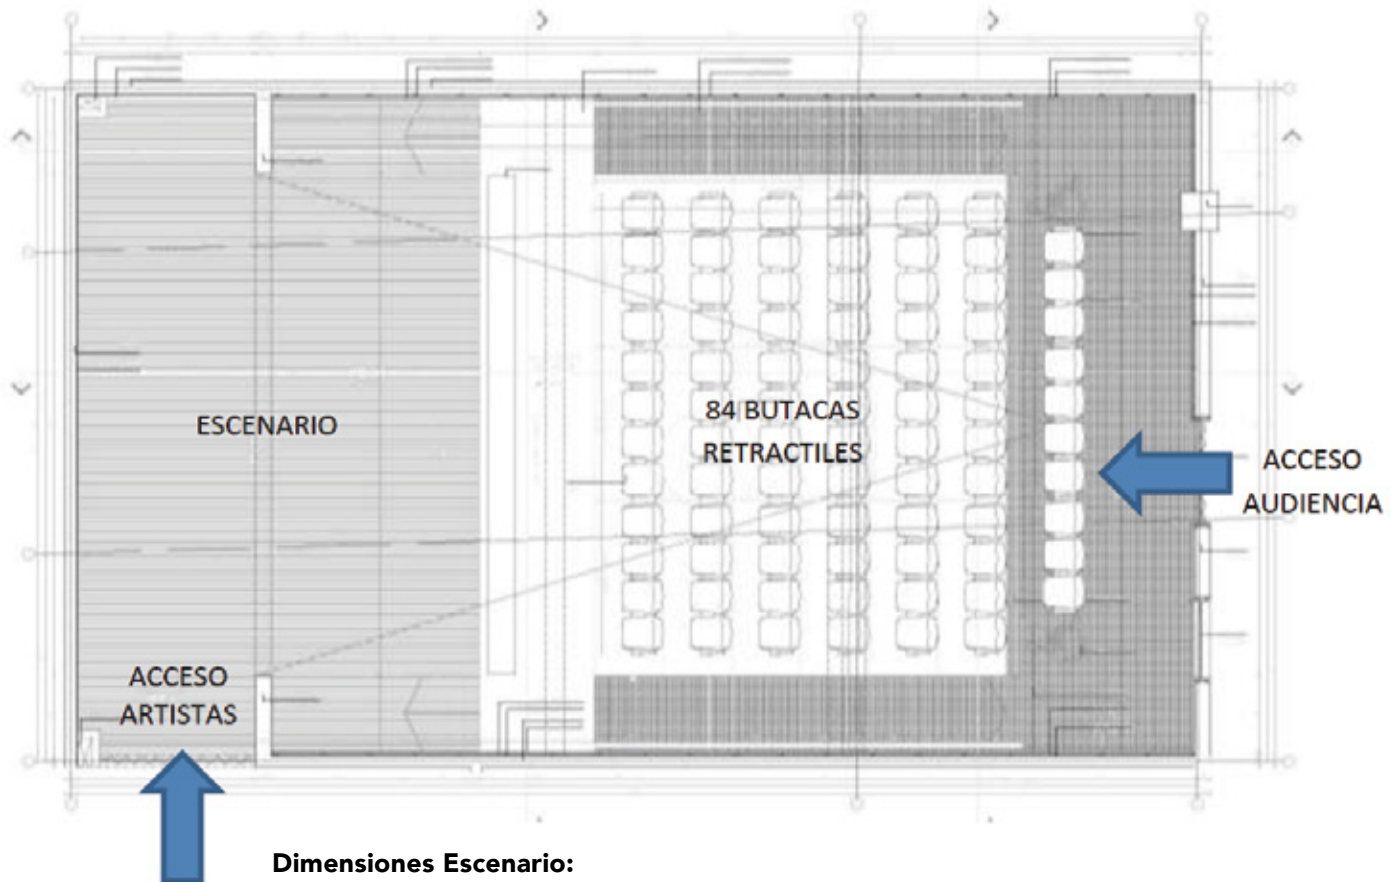 ESCENARIO
84 BUTACAS
RETRACTILES
ACCESO
AUDIENCIA
ACCESO
ARTISTAS
Dimensiones Escenario: